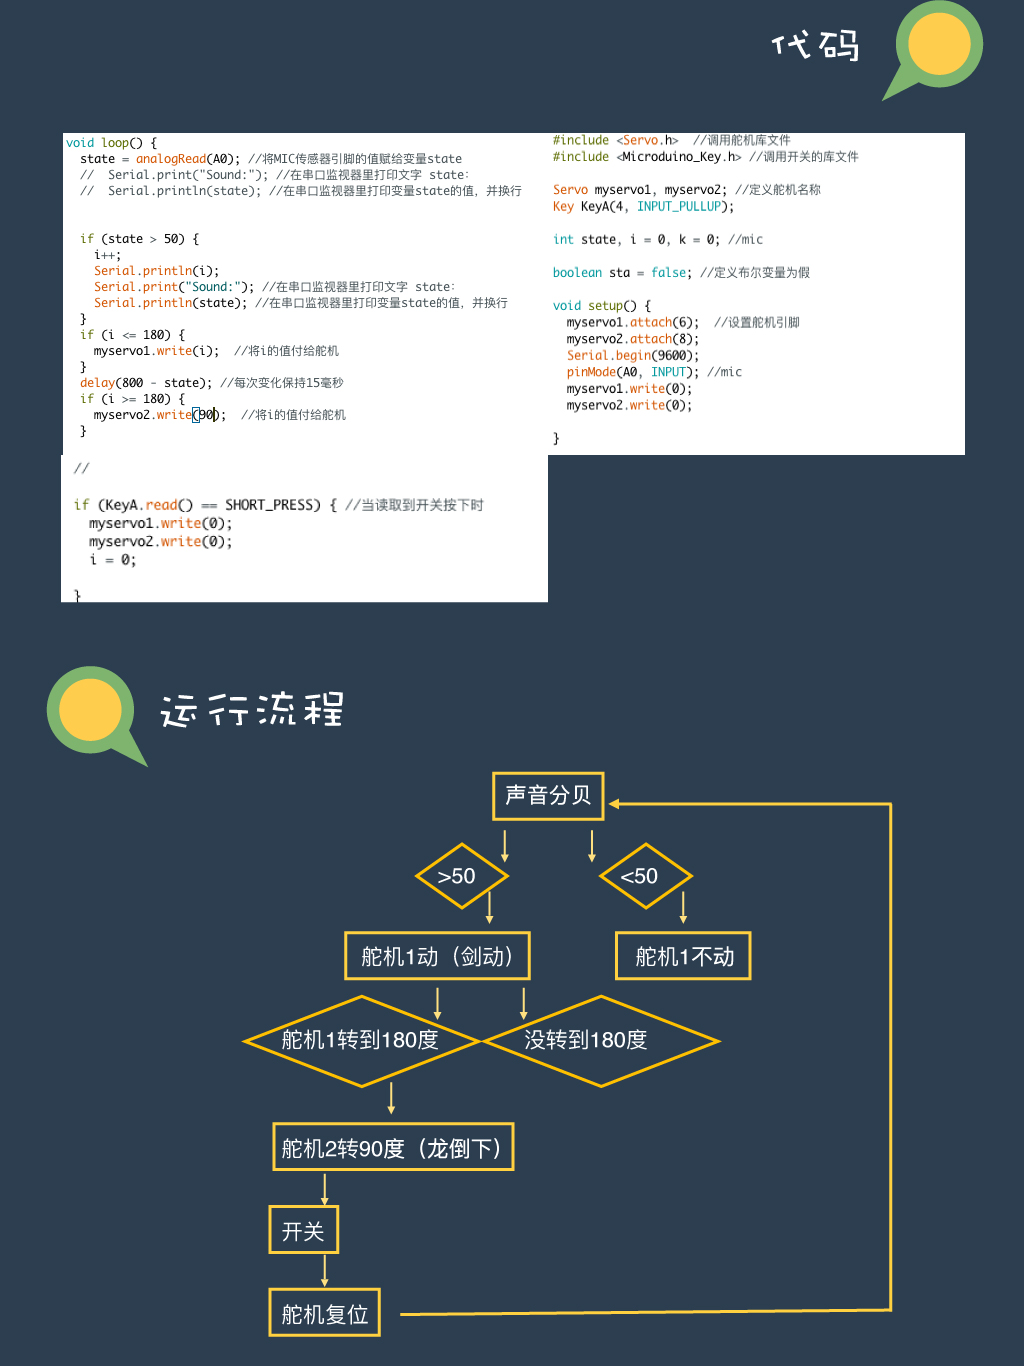 代码
void loop() {
state = analogRead(A0); //将MIC传感器引脚的值赋给变量state
// Serial.print("Sound:"); //在串口监视器里打印文字 state:
// Serial.println(state); //在串口监视器里打印变量state的值，并换行
if (state > 50) {
i++;
Serial.println(i);
Serial.print("Sound:"); //在串口监视器里打印文字 state:
Serial.println(state); //在串口监视器里打印变量state的值，并换行
}
if (i <= 180) {
myservo1.write(i); //将i的值付给舵机
}
delay(800 - state); //每次变化保持15毫秒
if (i >= 180) {
myservo2.write(90); //将i的值付给舵机
}
//
if (KeyA.read() == SHORT_PRESS) { //当读取到开关按下时
myservo1.write(0);
myservo2.write(0);
i = 0;
}
#include <Servo.h> //调用舵机库文件
#include <Microduino_Key.h> //调用开关的库文件
Servo myservo1, myservo2; //定义舵机名称
Key KeyA(4, INPUT_PULLUP);
int state, i = 0, k = 0; //mic
boolean sta = false; //定义布尔变量为假
void setup() {
myservo1.attach(6); //设置舵机引脚
myservo2.attach(8);
Serial.begin(9600);
pinMode(A0, INPUT); //mic
myservo1.write(0);
myservo2.write(0);
}
运行流程
声音分贝
>50
<50
舵机1动（剑动）
舵机1不动
舵机1转到180度
没转到180度
舵机2转90度（龙倒下）
开关
舵机复位